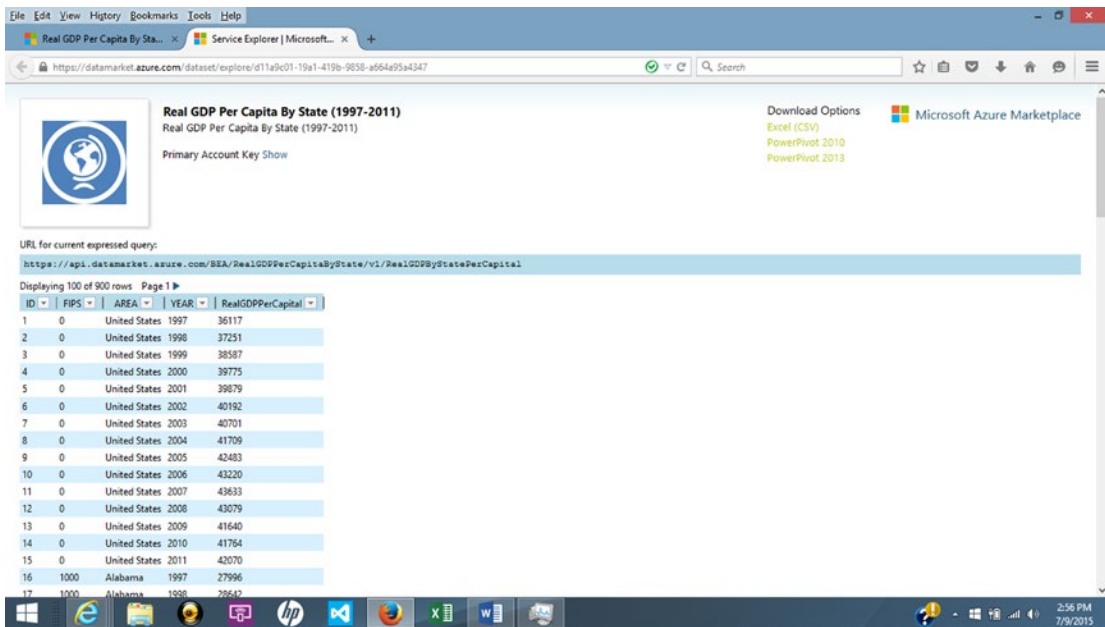 File Edit View History Bookmarks Tools Help
Real GDP Per Capita By Sta... × Service Explorer | Microsoft... × +
https://datamarket.azure.com/dataset/explore/d11a9c01-19a1-419b-9858-a664a95a4347 Search
Real GDP Per Capita By State (1997-2011)
Real GDP Per Capita By State (1997-2011)
Primary Account Key Show
Download Options
Excel (CSV)
PowerPivot 2010
PowerPivot 2013
Microsoft Azure Marketplace
URL for current expressed query:
https://api.datamarket.azure.com/BEA/RealGDPPerCapitaByState/v1/RealGDPByStatePerCapital
Displaying 100 of 900 rows Page 1
ID FIPS AREA YEAR RealGDPPerCapital
1 0 United States 1997 36117
2 0 United States 1998 37251
3 0 United States 1999 38587
4 0 United States 2000 39775
5 0 United States 2001 39879
6 0 United States 2002 40192
7 0 United States 2003 40701
8 0 United States 2004 41709
9 0 United States 2005 42483
10 0 United States 2006 43220
11 0 United States 2007 43633
12 0 United States 2008 43079
13 0 United States 2009 41640
14 0 United States 2010 41764
15 0 United States 2011 42070
16 1000 Alabama 1997 27996
17 1000 Alabama 1998 28642
hp
2:56 PM
7/9/2015